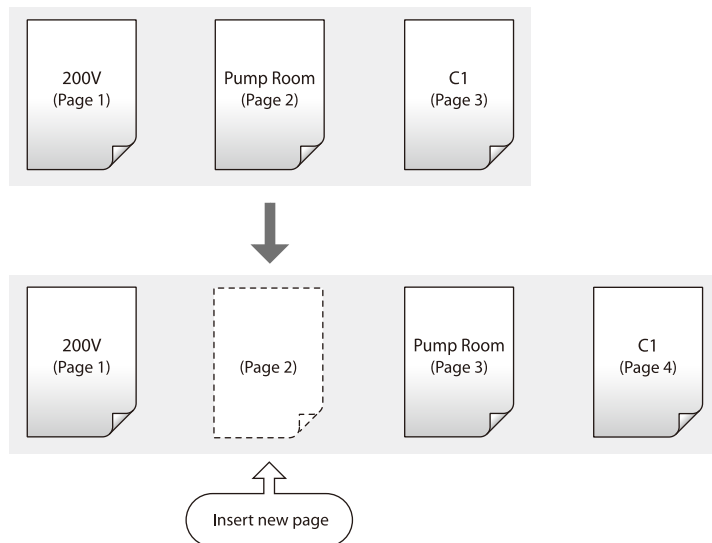 200V
(Page 1)
Pump Room
(Page 2)
C1
(Page 3)
200V
(Page 1)
(Page 2)
Pump Room
(Page 3)
C1
(Page 4)
Insert new page